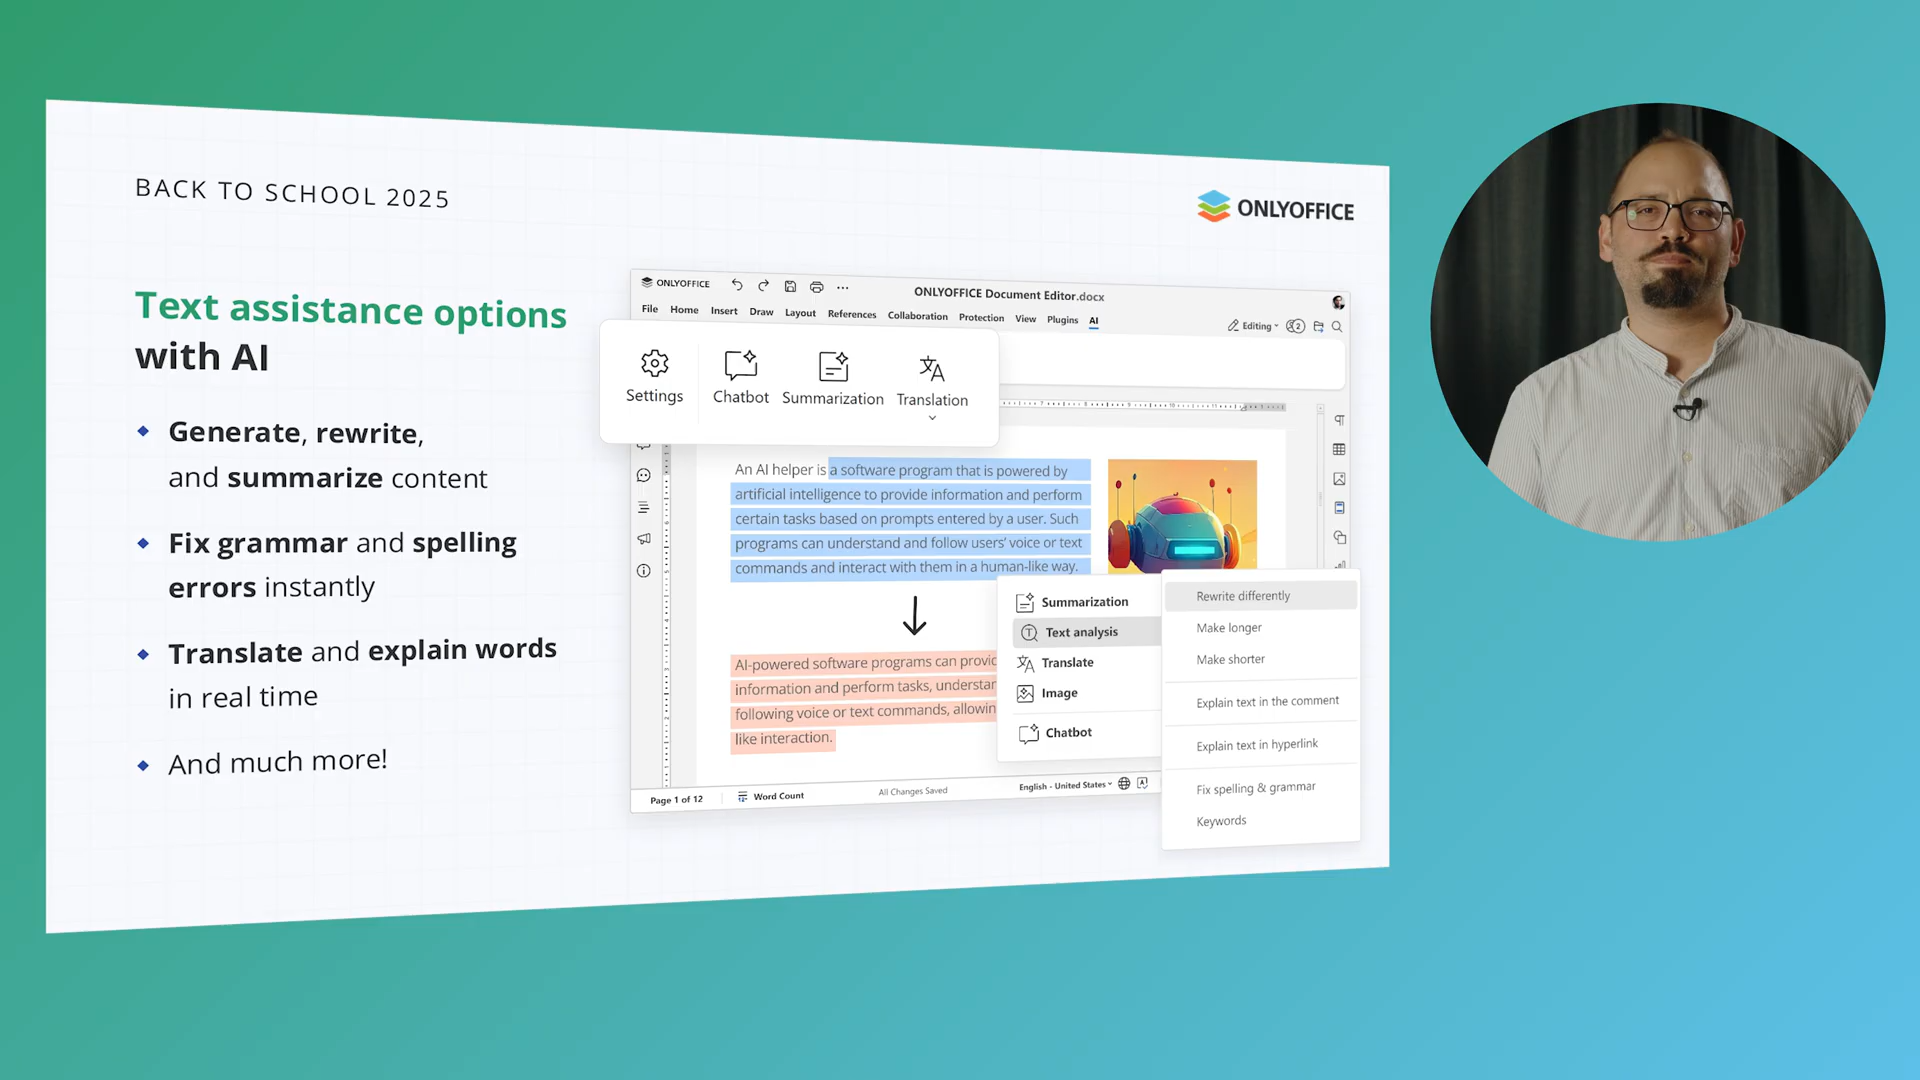 BACK TO SCHOOL 2025
ONLYOFFICE
Text assistance options
with AI
Generate, rewrite,
and summarize content
Fix grammar and spelling
errors instantly
Translate and explain words
in real time
And much more!
ONLYOFFICE
ONLYOFFICE Document Editor.docx
File Home Insert Draw Layout References Collaboration Protection View Plugins AI
Editing
2
Settings
Chatbot
Summarization
Translation
An AI helper is a software program that is powered by
artificial intelligence to provide information and perform
certain tasks based on prompts entered by a user. Such
programs can understand and follow users' voice or text
commands and interact with them in a human-like way.
AI-powered software programs can provic
information and perform tasks, understar
following voice or text commands, allowin
like interaction.
Summarization
Text analysis
Translate
Image
Chatbot
Rewrite differently
Make longer
Make shorter
Explain text in the comment
Explain text in hyperlink
Fix spelling & grammar
Keywords
Page 1 of 12
Word Count
All Changes Saved
English - United States